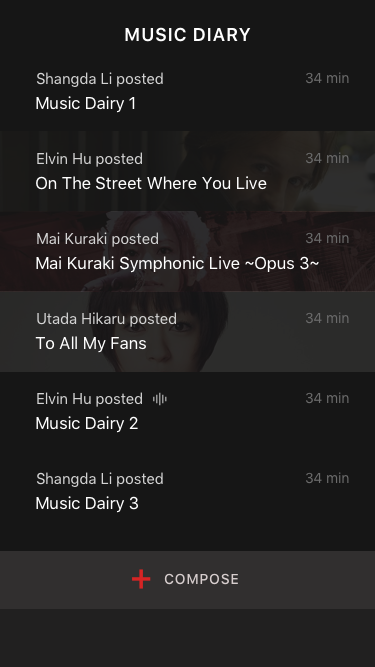 MUSIC DIARY
Shangda Li posted 34 min
Music Dairy 1
Elvin Hu posted 34 min
On The Street Where You Live
Mai Kuraki posted 34 min
Mai Kuraki Symphonic Live ~Opus 3~
Utada Hikaru posted 34 min
To All My Fans
Elvin Hu posted 34 min
Music Dairy 2
Shangda Li posted 34 min
Music Dairy 3
COMPOSE